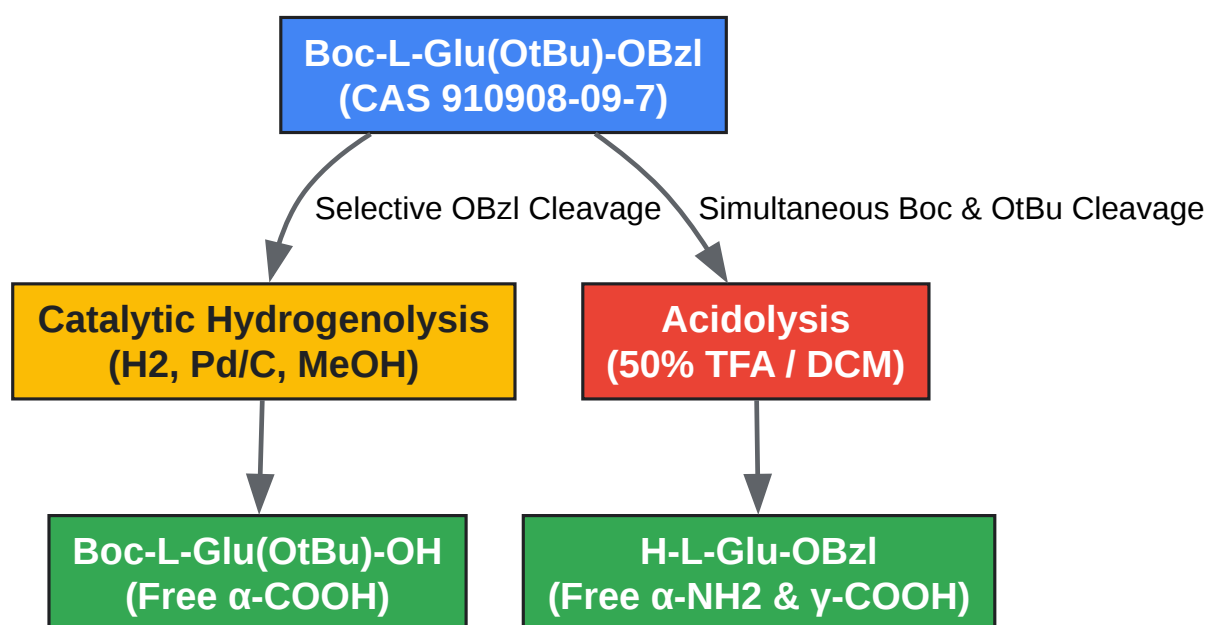 Boc-L-Glu(OtBu)-OBzl
(CAS 910908-09-7)
Selective OBzl Cleavage
Simultaneous Boc & OtBu Cleavage
Catalytic Hydrogenolysis
(H2, Pd/C, MeOH)
Acidolysis
(50% TFA / DCM)
Boc-L-Glu(OtBu)-OH
(Free α-COOH)
H-L-Glu-OBzl
(Free α-NH2 & γ-COOH)